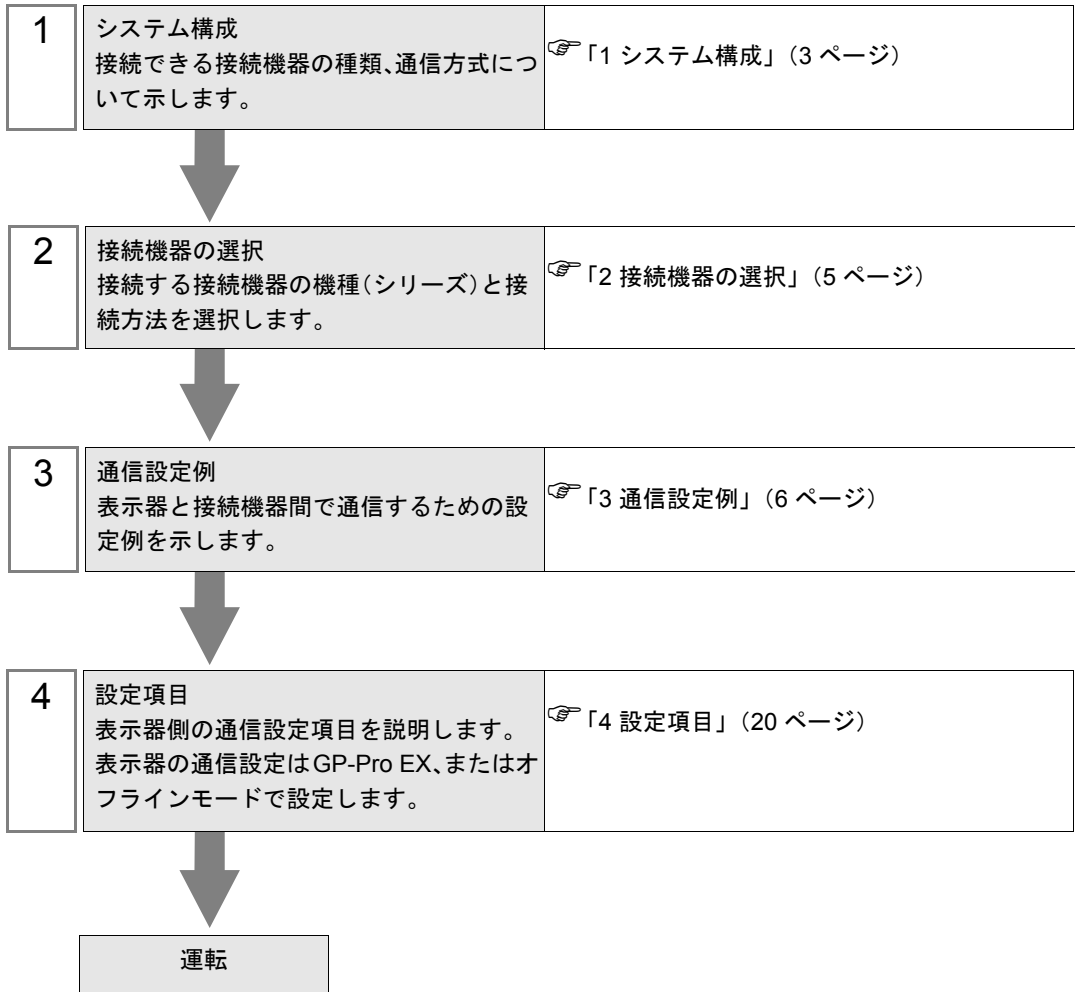 1
システム構成
接続できる接続機器の種類、通信方式につ
いて示します。
☞「1 システム構成」（3 ページ）
2
接続機器の選択
接続する接続機器の機種（シリーズ）と接
続方法を選択します。
☞「2 接続機器の選択」（5 ページ）
3
通信設定例
表示器と接続機器間で通信するための設
定例を示します。
☞「3 通信設定例」（6 ページ）
4
設定項目
表示器側の通信設定項目を説明します。
表示器の通信設定はGP-Pro EX、またはオ
フラインモードで設定します。
☞「4 設定項目」（20 ページ）
運転